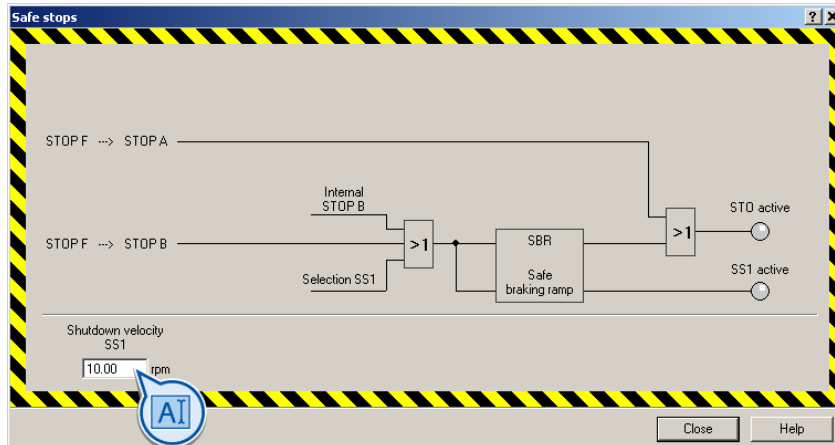 Safe stops
STOP F ---> STOP A
Internal
STOP B
STO active
>1
STOP F ---> STOP B
>1
SBR
Safe
braking ramp
SS1 active
Selection SS1
Shutdown velocity
SS1
10.00 rpm
A
Close Help